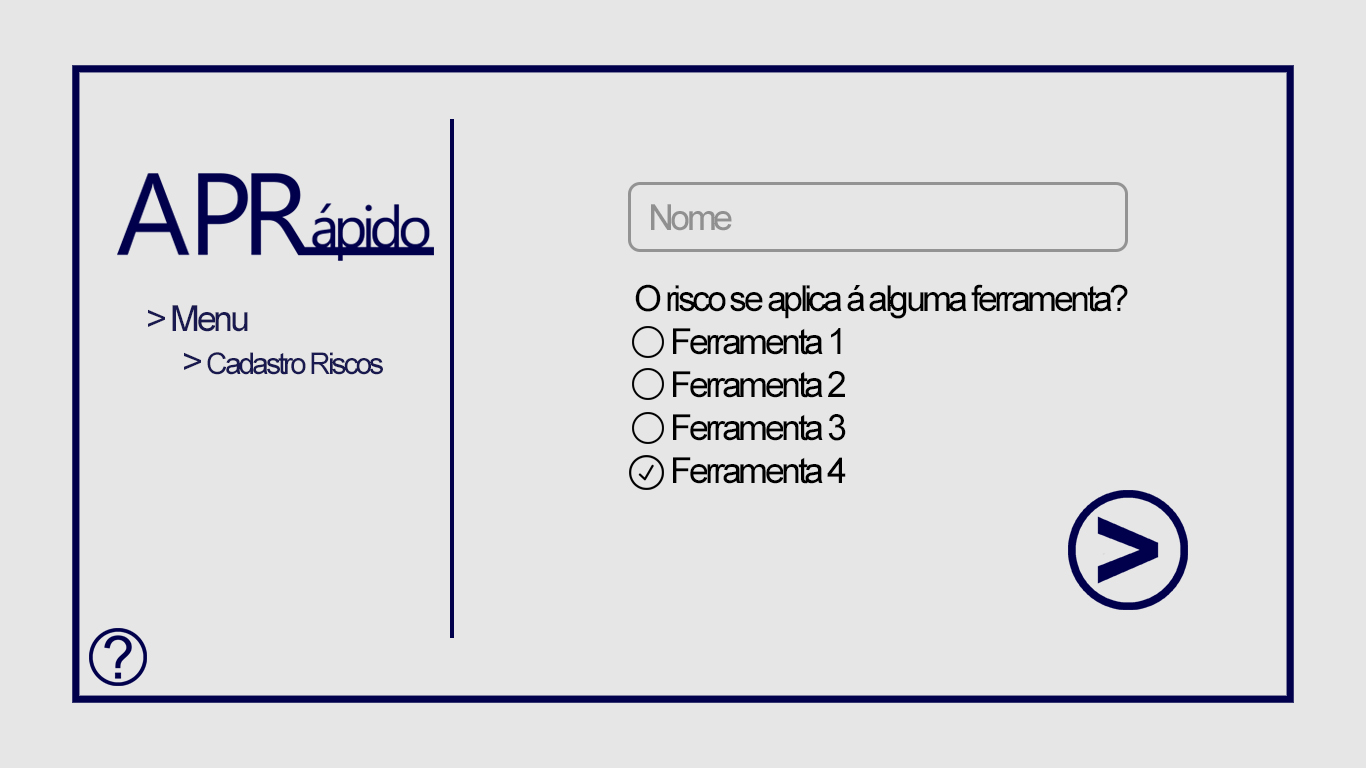 APRápido
> Menu
> Cadastro Riscos
?
Nome
O risco se aplica á alguma ferramenta?
Ferramenta 1
Ferramenta 2
Ferramenta 3
Ferramenta 4
>